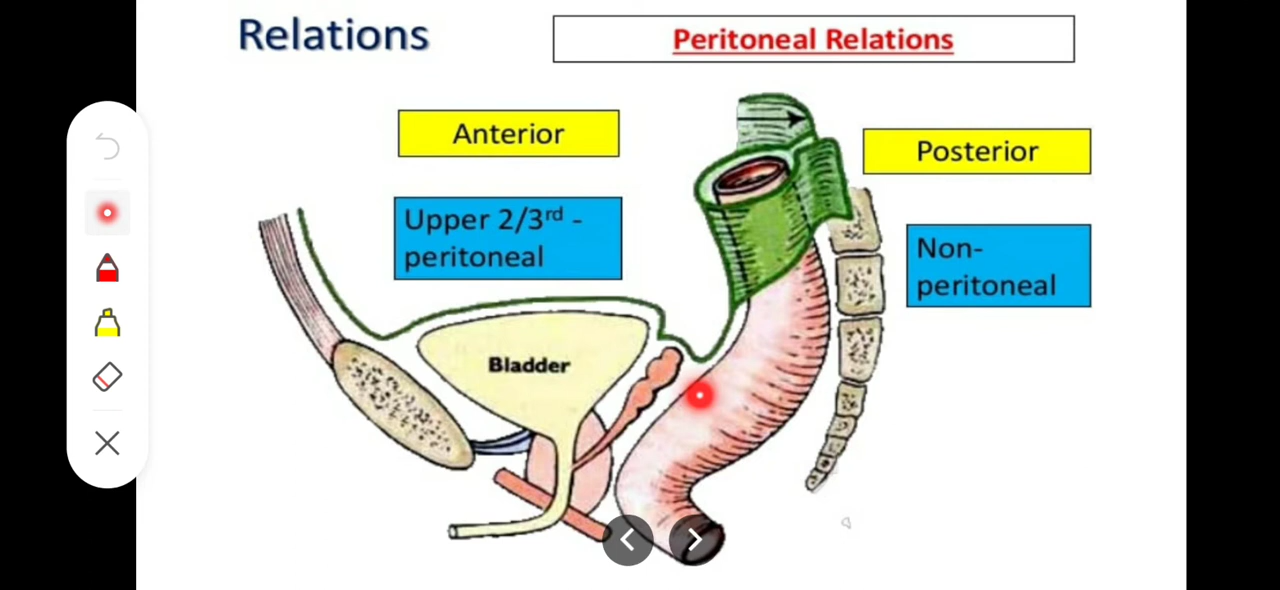 Relations
Peritoneal Relations
Anterior
Posterior
Upper 2/3rd -
peritoneal
Non-
peritoneal
Bladder